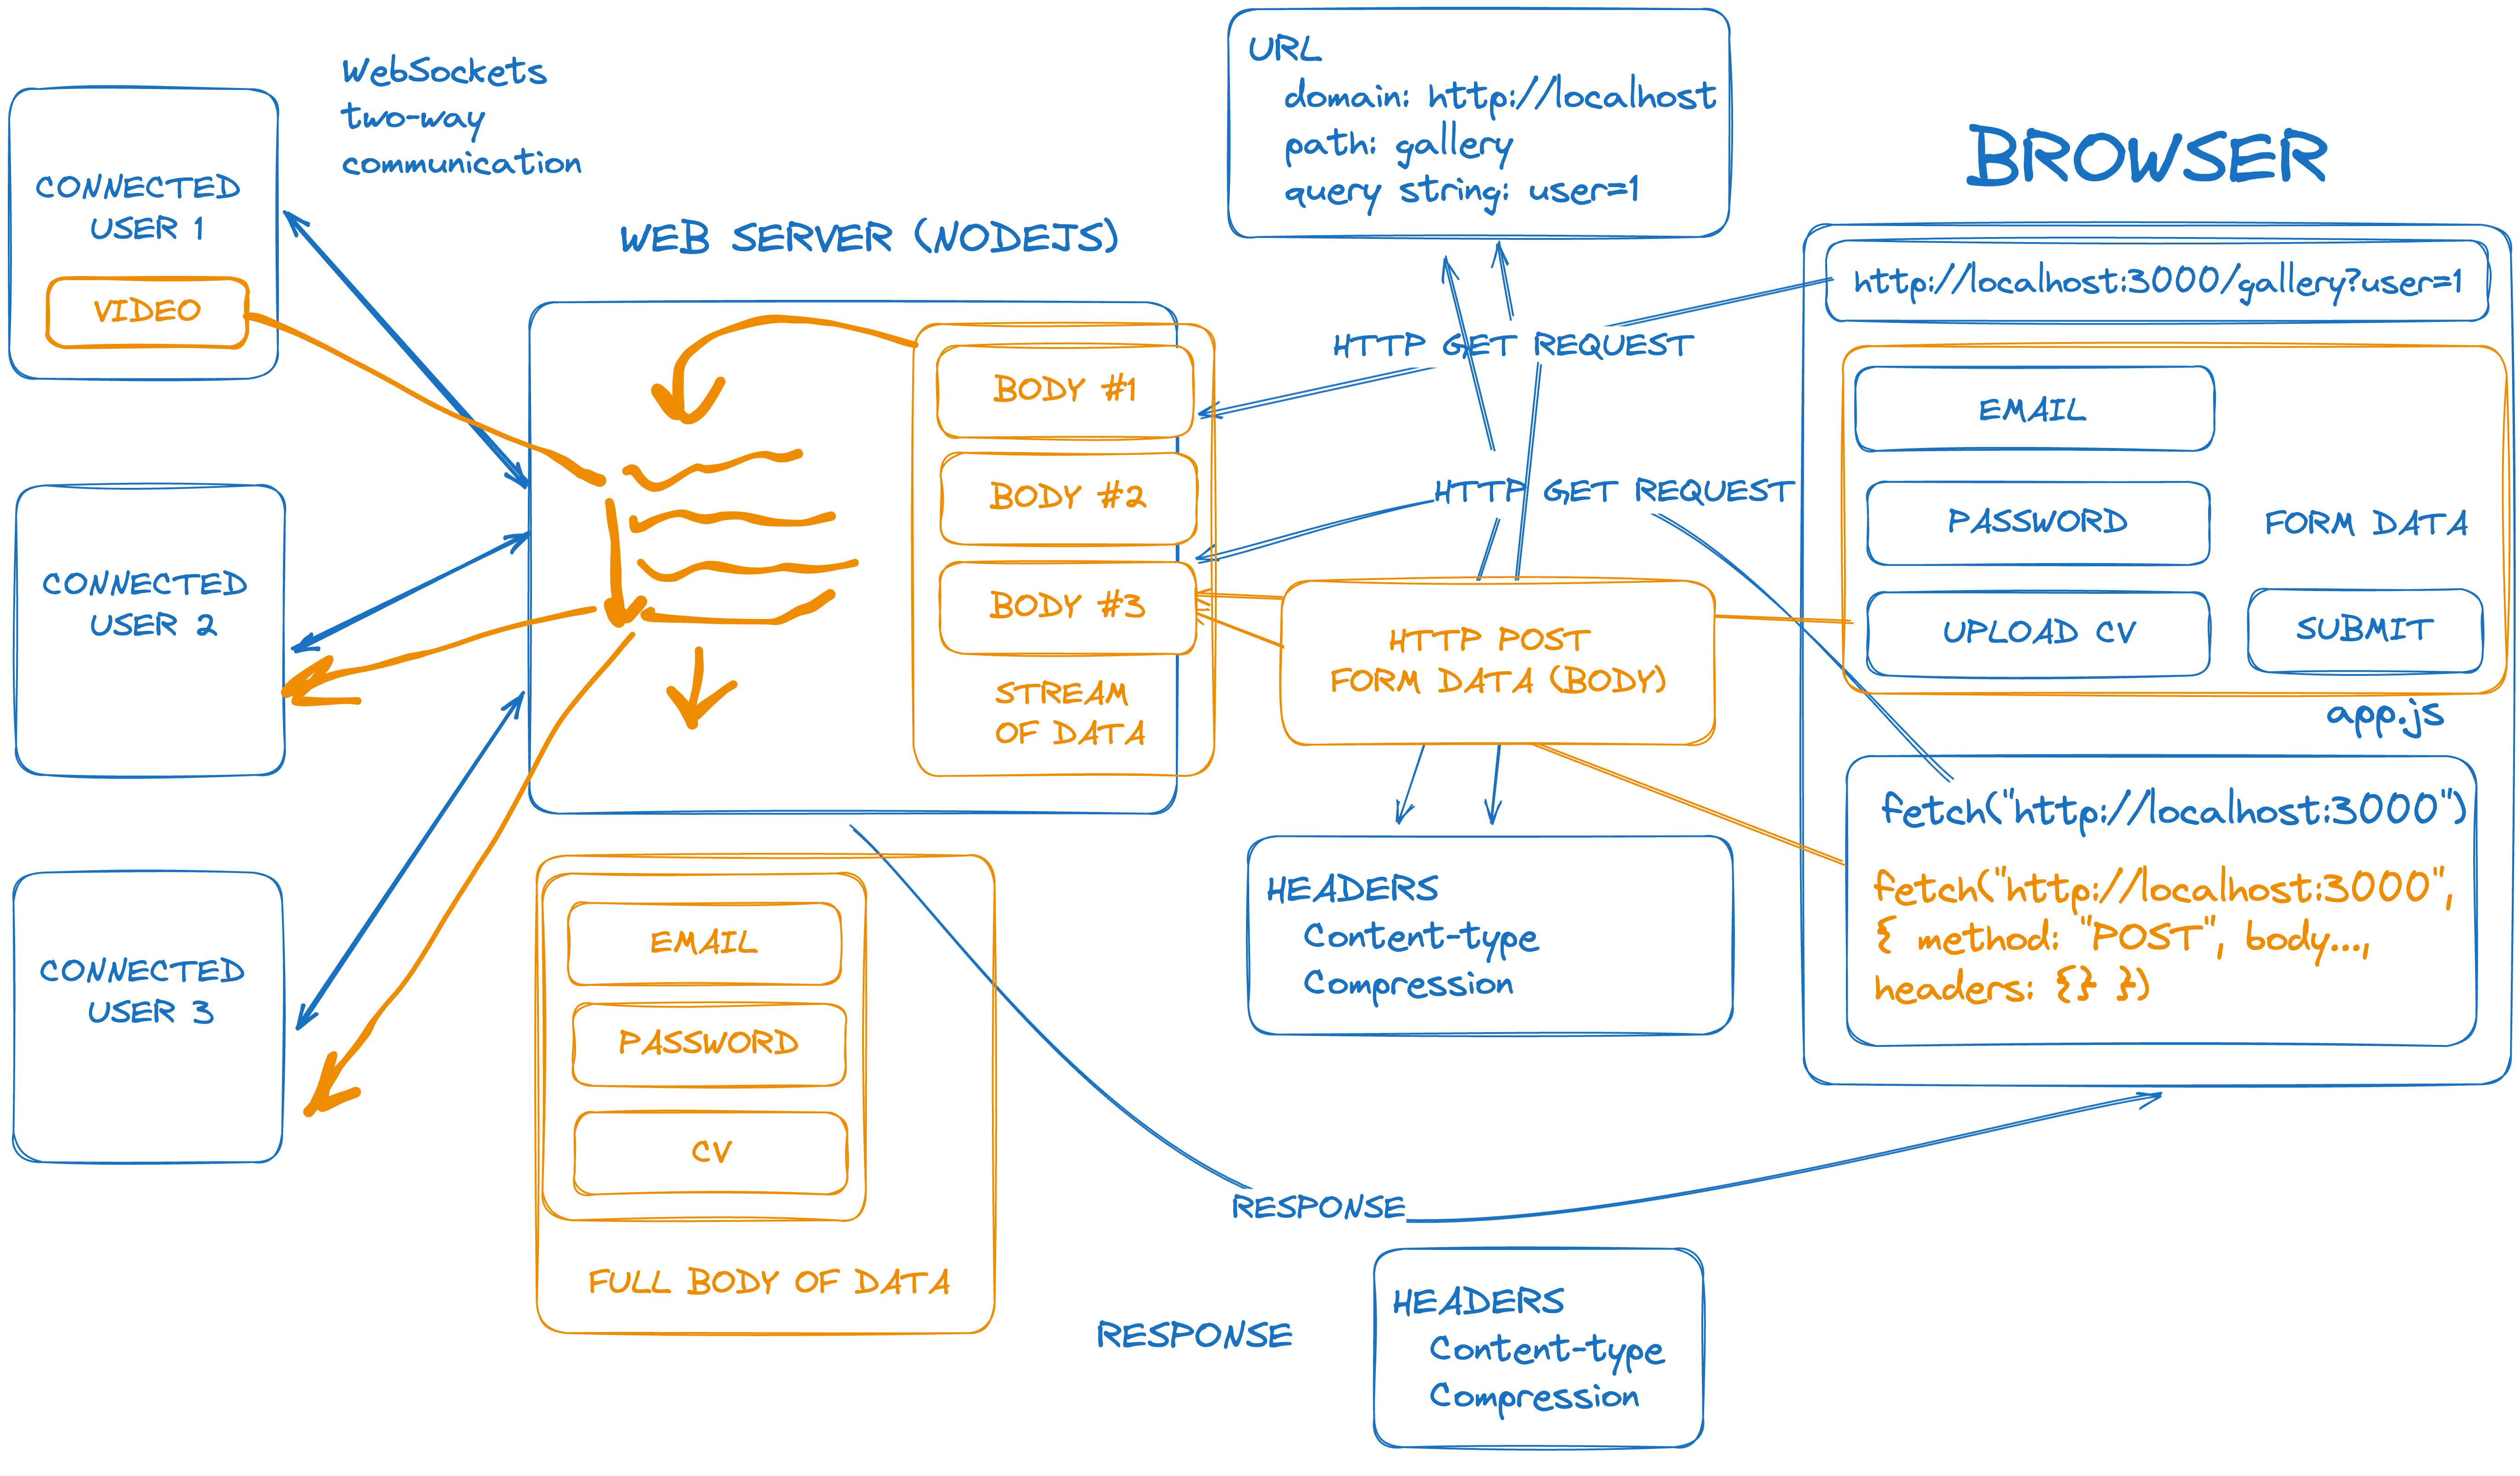 WebSockets
two-way
communication
CONNECTED
USER 1
VIDEO
CONNECTED
USER 2
CONNECTED
USER 3
WEB SERVER (NODEJS)
BODY #1
BODY #2
BODY #3
STREAM
OF DATA
EMAIL
PASSWORD
CV
FULL BODY OF DATA
URL
domain: http://localhost
path: gallery
query string: user=1
HTTP GET REQUEST
HTTP GET REQUEST
HTTP POST
FORM DATA (BODY)
HEADERS
Content-type
Compression
RESPONSE
RESPONSE
HEADERS
Content-type
Compression
BROWSER
http://localhost:3000/gallery?user=1
EMAIL
PASSWORD
FORM DATA
UPLOAD CV
SUBMIT
app.js
fetch("http://localhost:3000")
fetch("http://localhost:3000",
{ method: "POST", body...,
headers: {} })